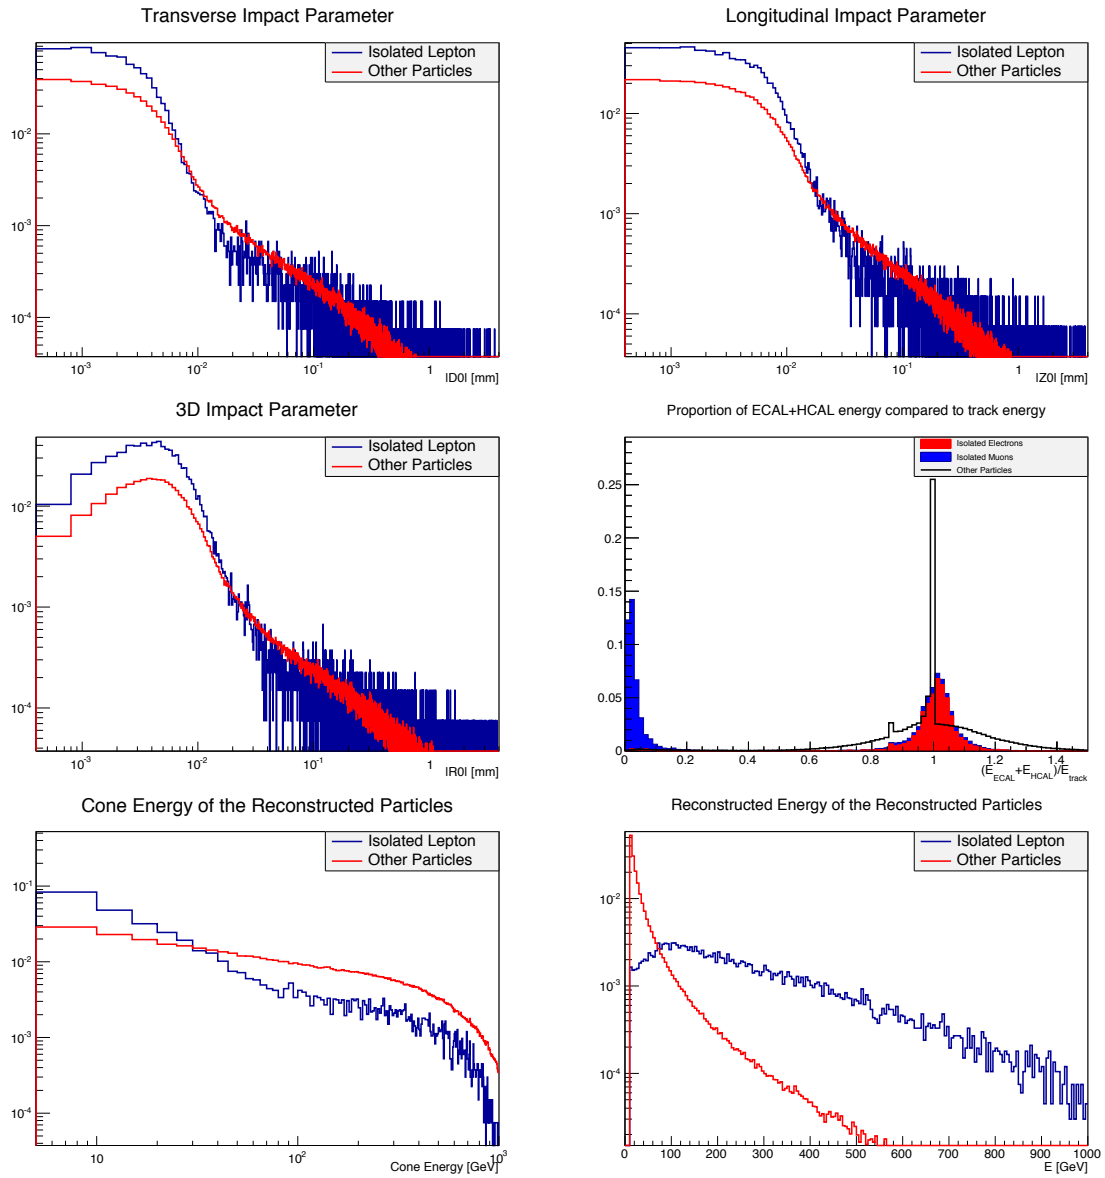 Transverse Impact Parameter
Isolated Lepton
Other Particles
10⁻²
10⁻³
10⁻⁴
10⁻³ 10⁻² 10⁻¹ 1
|D0| [mm]
Longitudinal Impact Parameter
Isolated Lepton
Other Particles
10⁻²
10⁻³
10⁻⁴
10⁻³ 10⁻² 10⁻¹ 1
|Z0| [mm]
3D Impact Parameter
Isolated Lepton
Other Particles
10⁻²
10⁻³
10⁻⁴
10⁻³ 10⁻² 10⁻¹ 1
|R0| [mm]
Proportion of ECAL+HCAL energy compared to track energy
Isolated Electrons
Isolated Muons
Other Particles
0.25
0.2
0.15
0.1
0.05
0
0 0.2 0.4 0.6 0.8 1 1.2 1.4
(E_ECAL+E_HCAL)/E_track
Cone Energy of the Reconstructed Particles
Isolated Lepton
Other Particles
10⁻¹
10⁻²
10⁻³
10⁻⁴
10 10² 10³
Cone Energy [GeV]
Reconstructed Energy of the Reconstructed Particles
Isolated Lepton
Other Particles
10⁻²
10⁻³
10⁻⁴
0 100 200 300 400 500 600 700 800 900 1000
E [GeV]